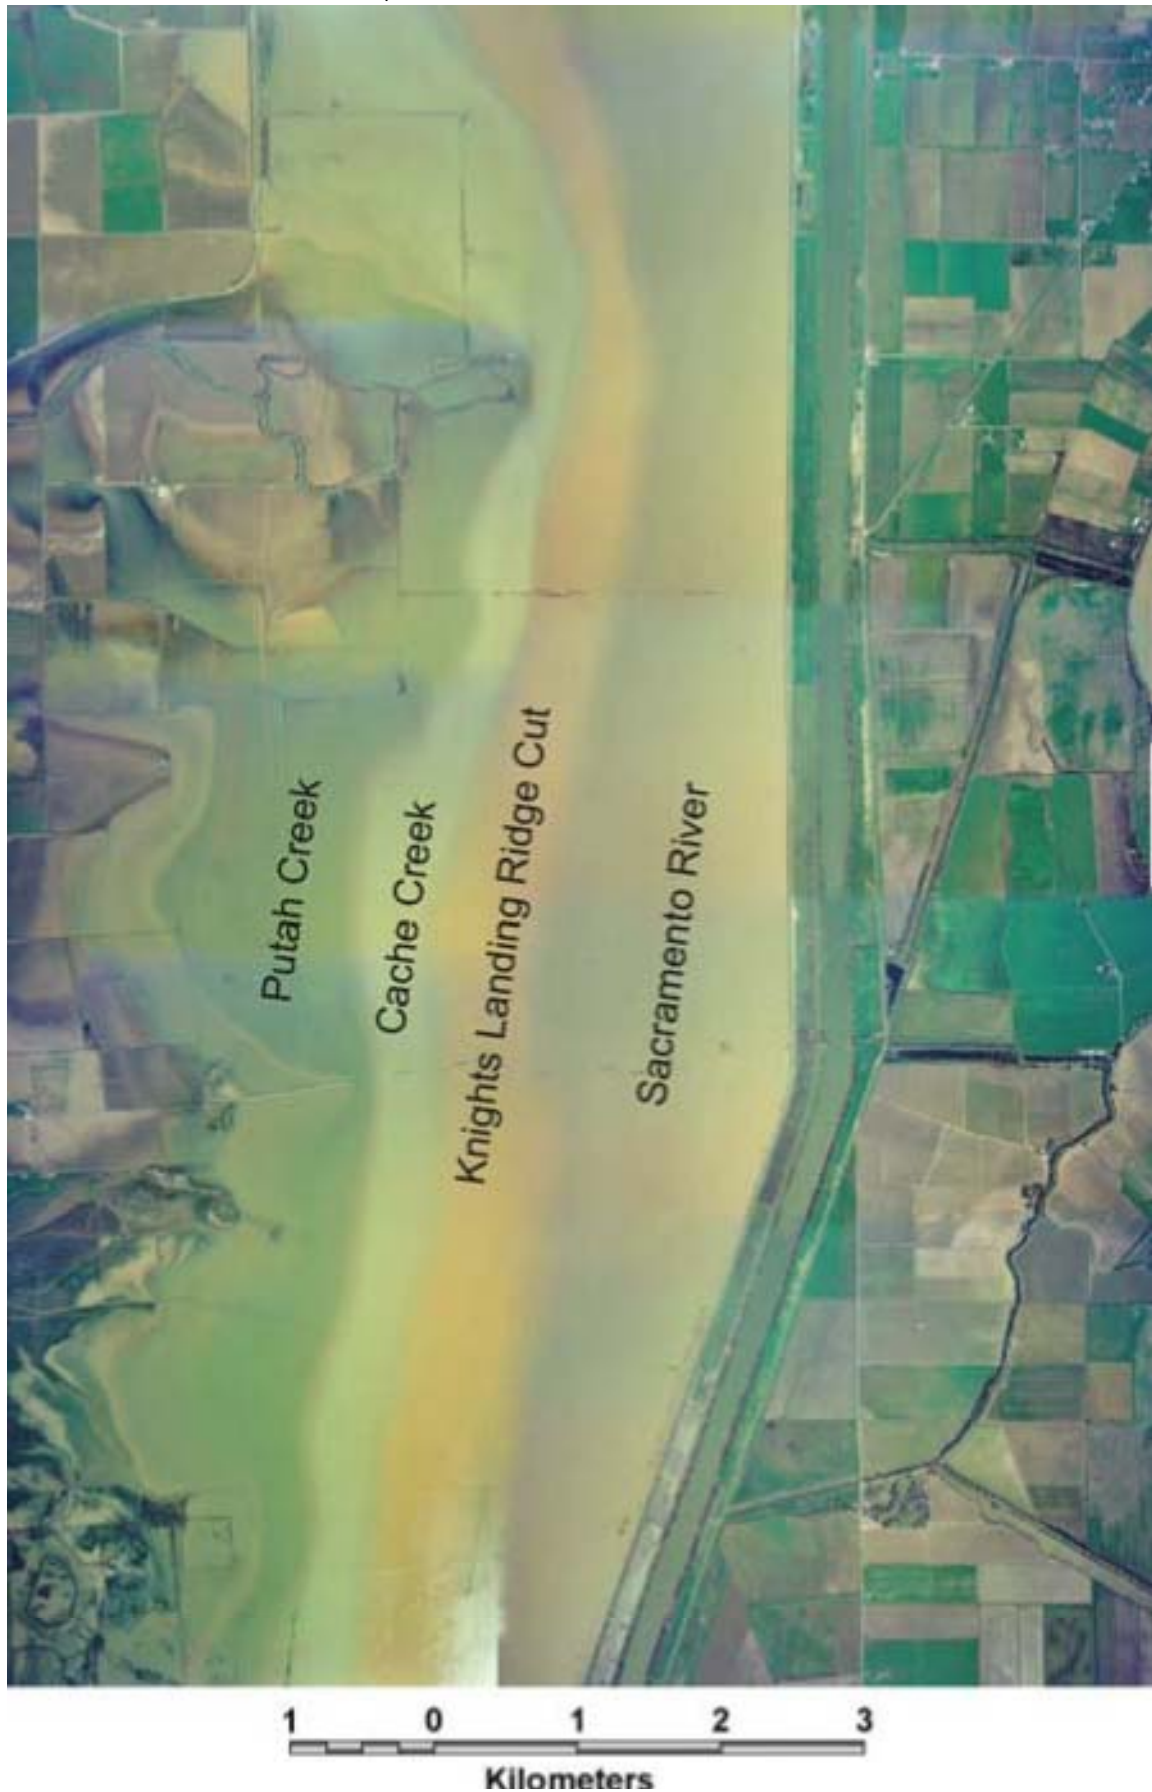 Putah Creek
Cache Creek
Knights Landing Ridge Cut
Sacramento River
1 0 1 2 3
Kilometers